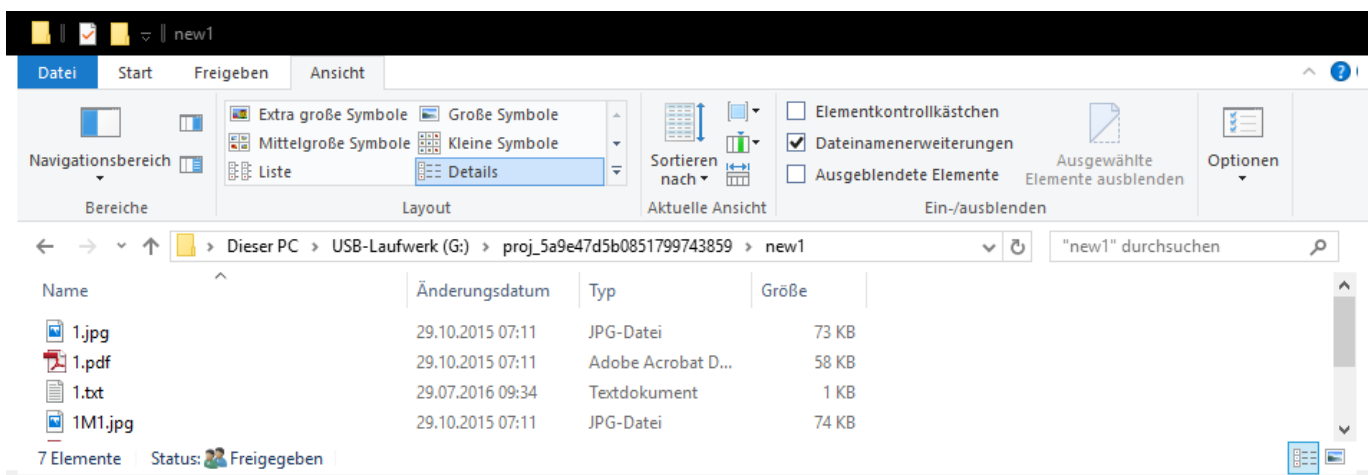 new1
Datei Start Freigeben Ansicht
Extra große Symbole Große Symbole
Mittelgroße Symbole Kleine Symbole
Liste Details
Navigationsbereich
Sortieren nach
Elementkontrollkästchen
Dateinamenerweiterungen
Ausgeblendete Elemente
Ausgewählte
Elemente ausblenden
Optionen
Bereiche Layout Aktuelle Ansicht Ein-/ausblenden
Dieser PC > USB-Laufwerk (G:) > proj_5a9e47d5b0851799743859 > new1 "new1" durchsuchen
Name Änderungsdatum Typ Größe
1.jpg 29.10.2015 07:11 JPG-Datei 73 KB
1.pdf 29.10.2015 07:11 Adobe Acrobat D... 58 KB
1.txt 29.07.2016 09:34 Textdokument 1 KB
1M1.jpg 29.10.2015 07:11 JPG-Datei 74 KB
7 Elemente Status: Freigegeben